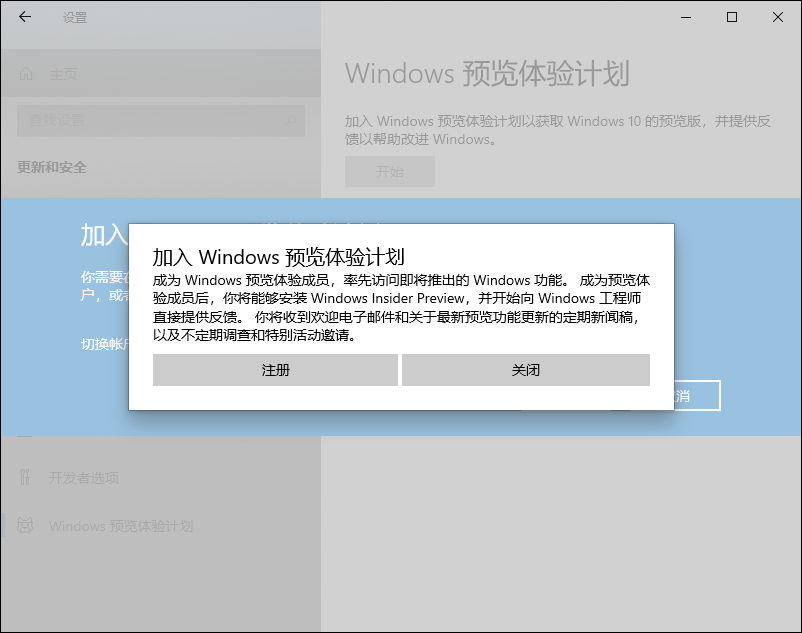 设置
主页
查找设置
更新和安全
Windows 预览体验计划
加入 Windows 预览体验计划以获取 Windows 10 的预览版，并提供反
馈以帮助改进 Windows。
开始
加入
你需要在
户，或者
切换帐户
加入 Windows 预览体验计划
成为 Windows 预览体验成员，率先访问即将推出的 Windows 功能。 成为预览体
验成员后，你将能够安装 Windows Insider Preview，并开始向 Windows 工程师
直接提供反馈。 你将收到欢迎电子邮件和关于最新预览功能更新的定期新闻稿，
以及不定期调查和特别活动邀请。
注册
关闭
消
开发者选项
Windows 预览体验计划